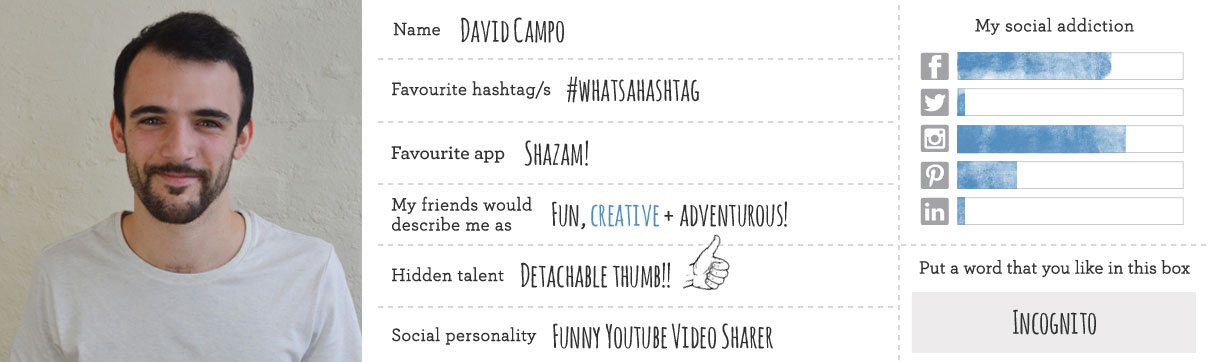 Name David Campo
Favourite hashtag/s #whatsahashtag
Favourite app Shazam!
My friends would
describe me as Fun, creative + adventurous!
Hidden talent Detachable thumb!!
Social personality Funny Youtube Video Sharer
My social addiction
f
P
in
Put a word that you like in this box
Incognito